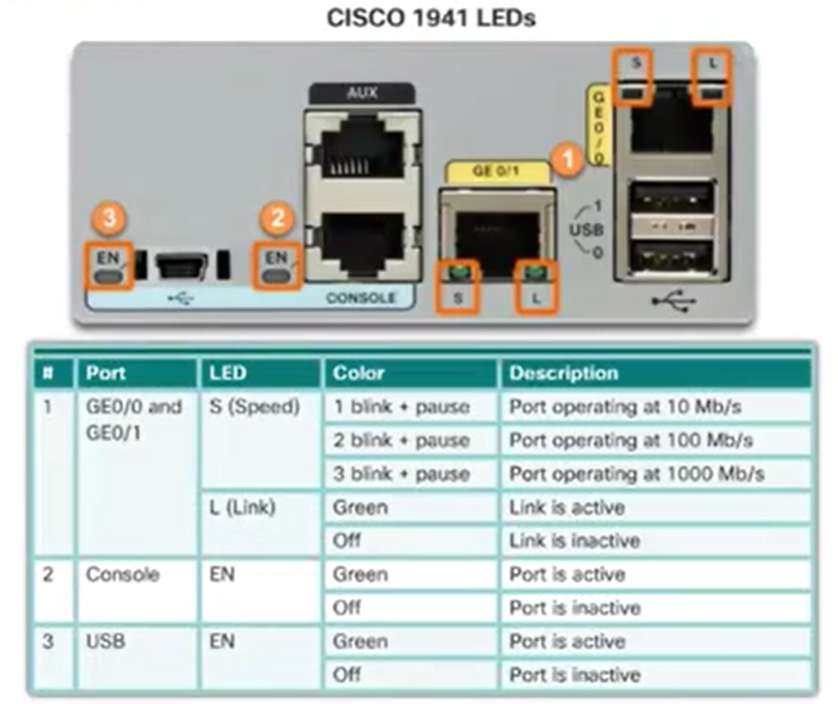 CISCO 1941 LEDs
S L
AUX
GE0/0
1
GE 0/1
3
2
1
USB
0
EN
EN
CONSOLE
S L
# Port LED Color Description
1 GE0/0 and GE0/1 S (Speed) 1 blink + pause Port operating at 10 Mb/s
2 blink + pause Port operating at 100 Mb/s
3 blink + pause Port operating at 1000 Mb/s
L (Link) Green Link is active
Off Link is inactive
2 Console EN Green Port is active
Off Port is inactive
3 USB EN Green Port is active
Off Port is inactive